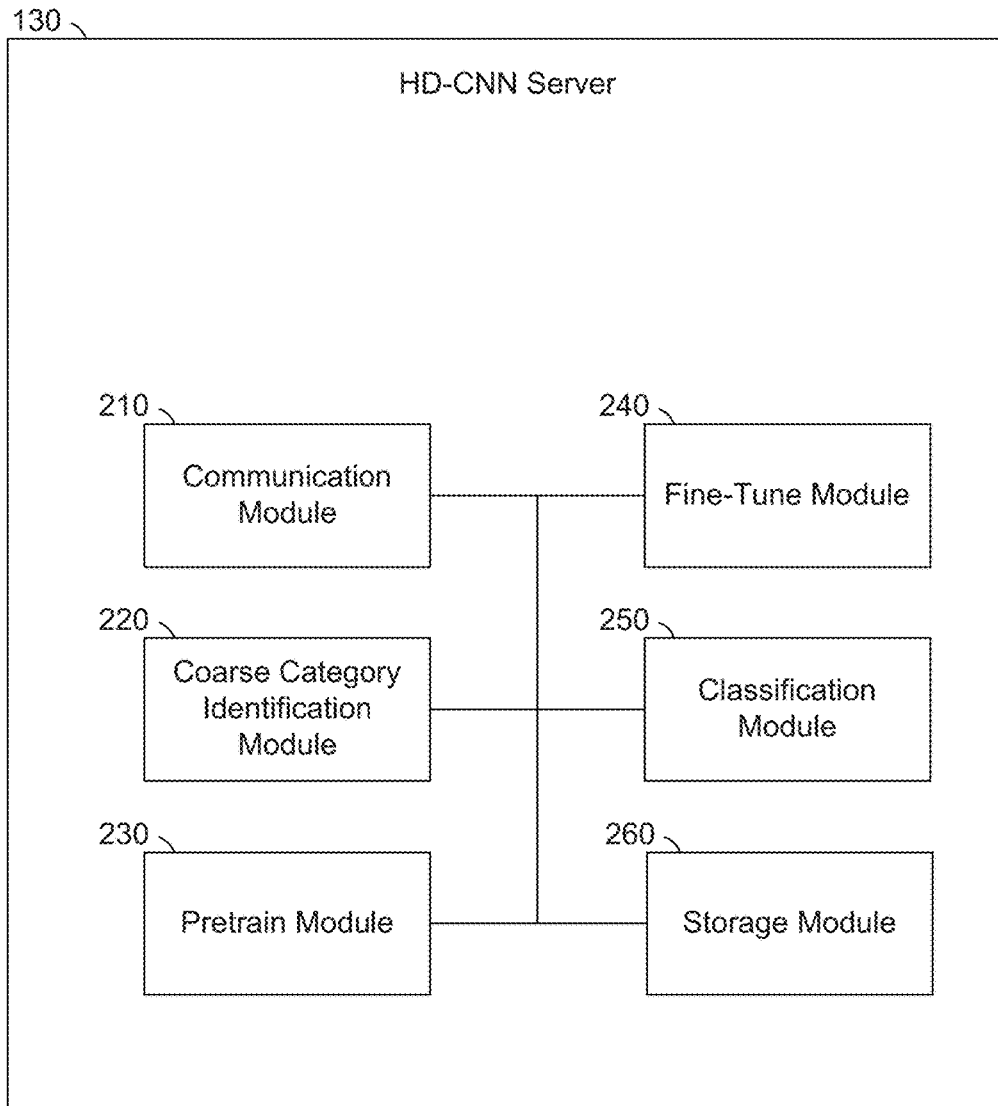 130
HD-CNN Server
210
Communication
Module
240
Fine-Tune Module
220
Coarse Category
Identification
Module
250
Classification
Module
230
Pretrain Module
260
Storage Module